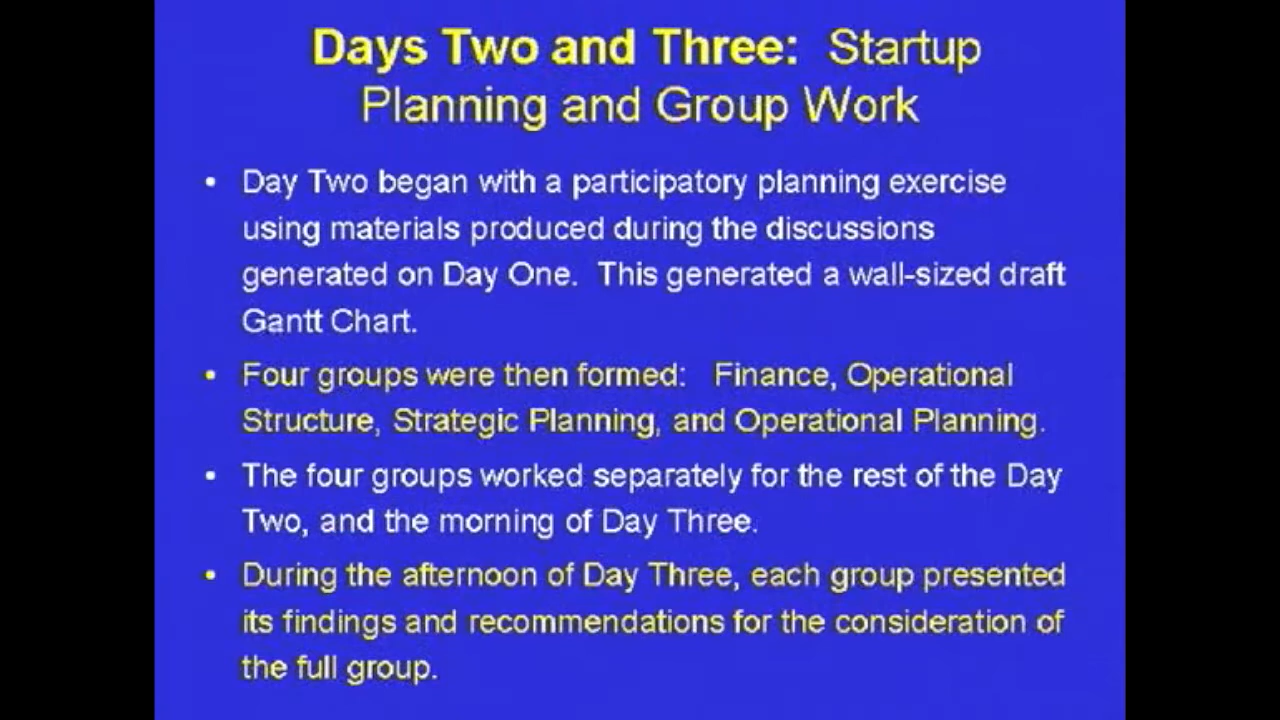 Days Two and Three: Startup
Planning and Group Work
• Day Two began with a participatory planning exercise
using materials produced during the discussions
generated on Day One. This generated a wall-sized draft
Gantt Chart.
• Four groups were then formed: Finance, Operational
Structure, Strategic Planning, and Operational Planning.
• The four groups worked separately for the rest of the Day
Two, and the morning of Day Three.
• During the afternoon of Day Three, each group presented
its findings and recommendations for the consideration of
the full group.